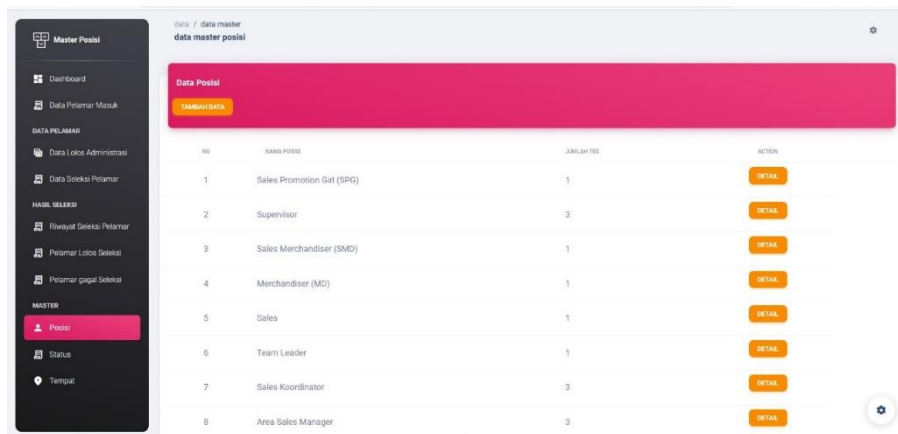 data / data master
data master posisi
Master Posisi
Dashboard
Data Pelamar Masuk
DATA PELAMAR
Data Lolos Administrasi
Data Seleksi Pelamar
HASIL SELEKSI
Riwayat Seleksi Pelamar
Pelamar Lolos Seleksi
Pelamar gagal Seleksi
MASTER
Posisi
Status
Tempat
Data Posisi
TAMBAH DATA
NO NAMA POSISI JUMLAH TES ACTION
1 Sales Promotion Girl (SPG) 1 DETAIL
2 Supervisor 3 DETAIL
3 Sales Merchandiser (SMD) 1 DETAIL
4 Merchandiser (MD) 1 DETAIL
5 Sales 1 DETAIL
6 Team Leader 1 DETAIL
7 Sales Koordinator 3 DETAIL
8 Area Sales Manager 3 DETAIL